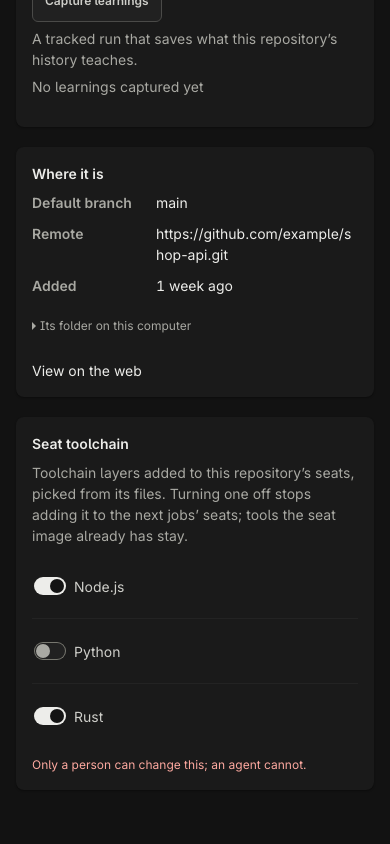 Capture learnings
A tracked run that saves what this repository’s
history teaches.
No learnings captured yet
Where it is
Default branch main
Remote https://github.com/example/s
hop-api.git
Added 1 week ago
Its folder on this computer
View on the web
Seat toolchain
Toolchain layers added to this repository’s seats,
picked from its files. Turning one off stops
adding it to the next jobs’ seats; tools the seat
image already has stay.
Node.js
Python
Rust
Only a person can change this; an agent cannot.